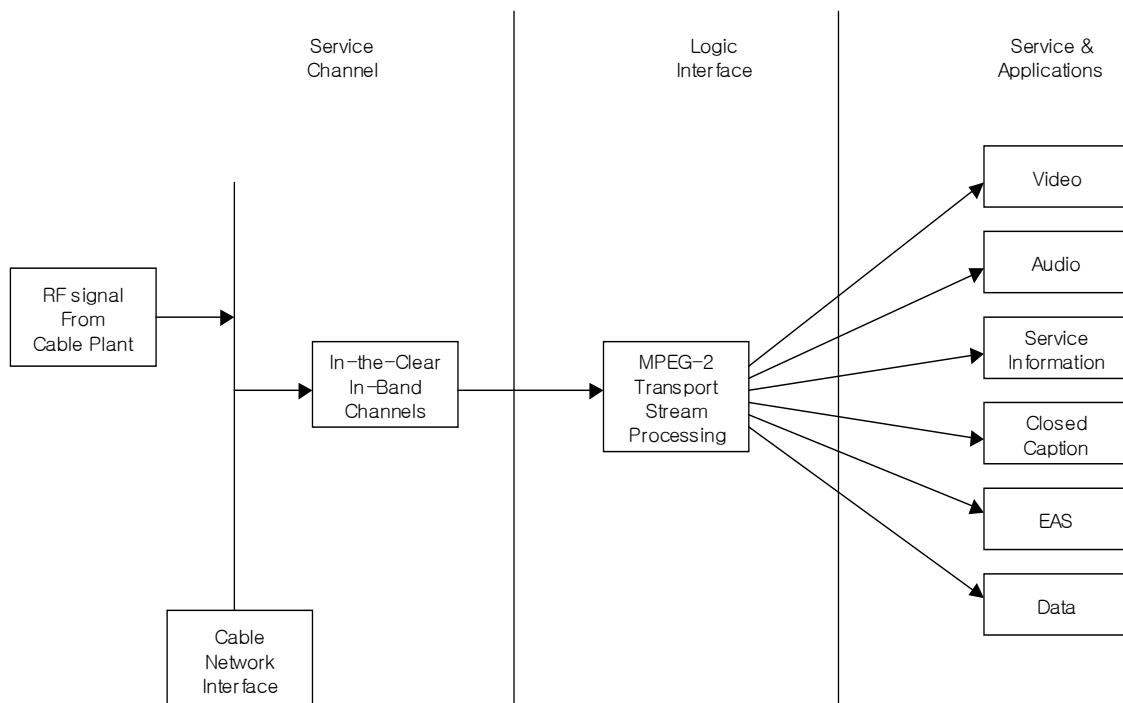 Service
Channel
Logic
Interface
Service &
Applications
RF signal
From
Cable Plant
In-the-Clear
In-Band
Channels
MPEG-2
Transport
Stream
Processing
Video
Audio
Service
Information
Closed
Caption
EAS
Data
Cable
Network
Interface